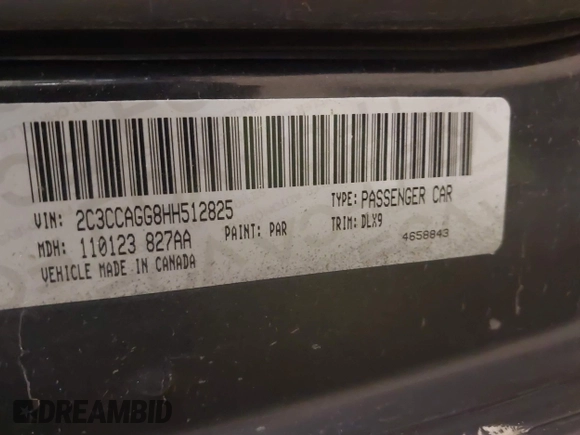 VIN: 2C3CCAGG8HH512825 TYPE: PASSENGER CAR
MDH: 110123 827AA PAINT: PAR TRIM: DLX9
VEHICLE MADE IN CANADA 4658843
DREAMBID